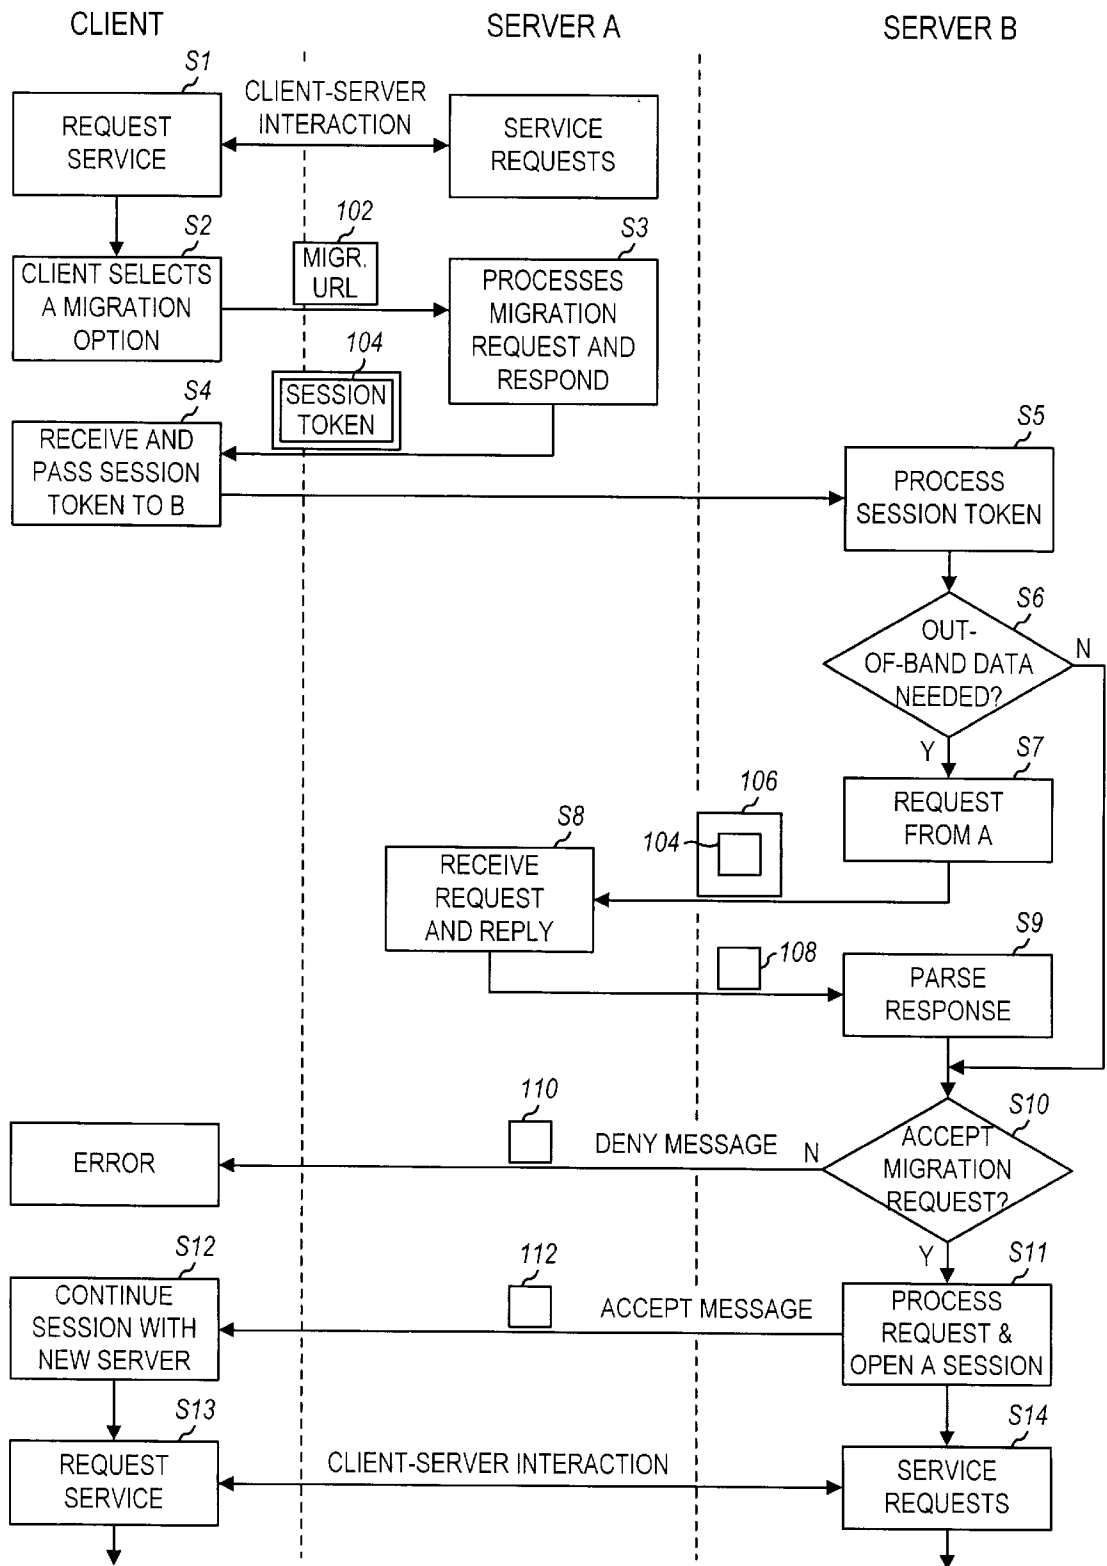 CLIENT
SERVER A
SERVER B
S1
REQUEST
SERVICE
CLIENT-SERVER
INTERACTION
SERVICE
REQUESTS
S2
CLIENT SELECTS
A MIGRATION
OPTION
102
MIGR.
URL
S3
PROCESSES
MIGRATION
REQUEST AND
RESPOND
104
SESSION
TOKEN
S4
RECEIVE AND
PASS SESSION
TOKEN TO B
S5
PROCESS
SESSION TOKEN
S6
OUT-
OF-BAND DATA
NEEDED?
N
Y
S7
REQUEST
FROM A
106
104
S8
RECEIVE
REQUEST
AND REPLY
108
S9
PARSE
RESPONSE
S10
ACCEPT
MIGRATION
REQUEST?
N
DENY MESSAGE
110
ERROR
Y
S11
PROCESS
REQUEST &
OPEN A SESSION
ACCEPT MESSAGE
112
S12
CONTINUE
SESSION WITH
NEW SERVER
S13
REQUEST
SERVICE
CLIENT-SERVER INTERACTION
S14
SERVICE
REQUESTS